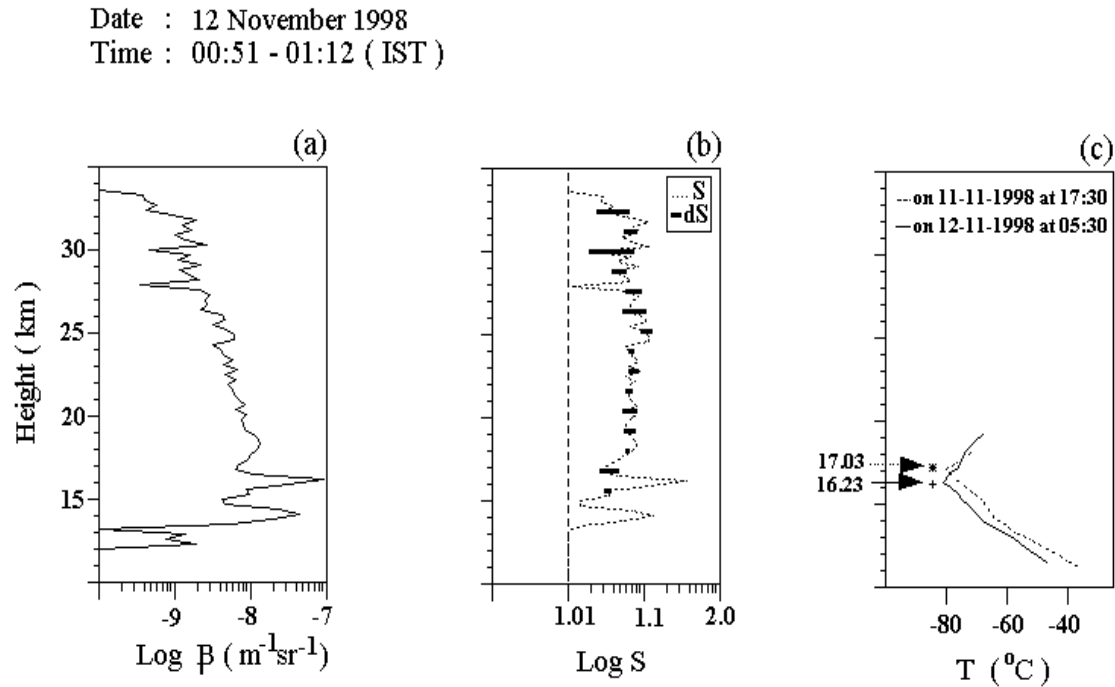 Date : 12 November 1998
Time : 00:51 - 01:12 ( IST )
(a)
(b)
(c)
S
dS
on 11-11-1998 at 17:30
on 12-11-1998 at 05:30
30
25
20
15
Height ( km )
17.03
16.23
-9 -8 -7
1.01 1.1 2.0
-80 -60 -40
Log β ( m⁻¹sr⁻¹)
Log S
T (⁰C)